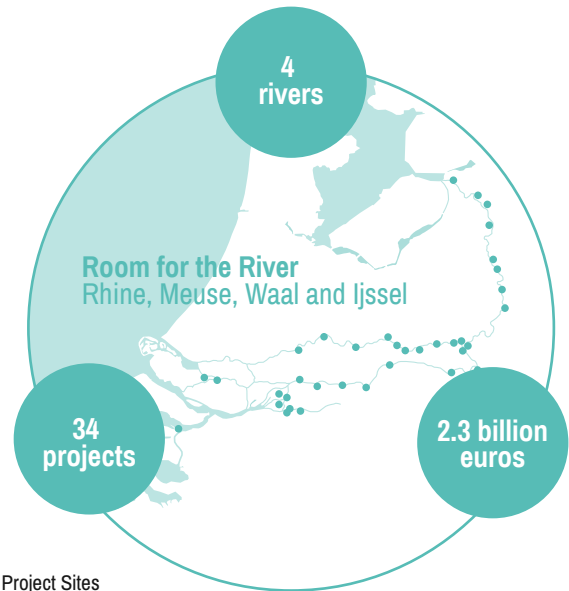 4
rivers
Room for the River
Rhine, Meuse, Waal and Ijssel
34
projects
2.3 billion
euros
Project Sites